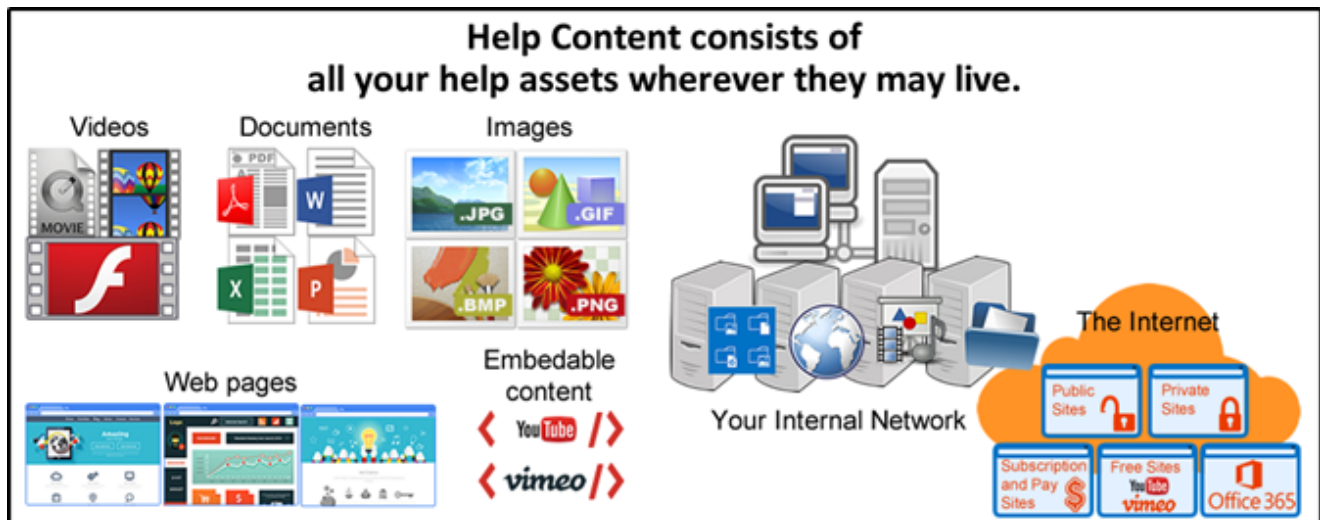 Help Content consists of
all your help assets wherever they may live.
Videos
Documents
Images
MOVIE
PDF
W
X
P
.JPG
.GIF
.BMP
.PNG
Web pages
Amazing
Embedable
content
< YouTube />
< vimeo />
Your Internal Network
The Internet
Public
Sites
Private
Sites
Subscription
and Pay
Sites
$
Free Sites
YouTube
vimeo
Office 365